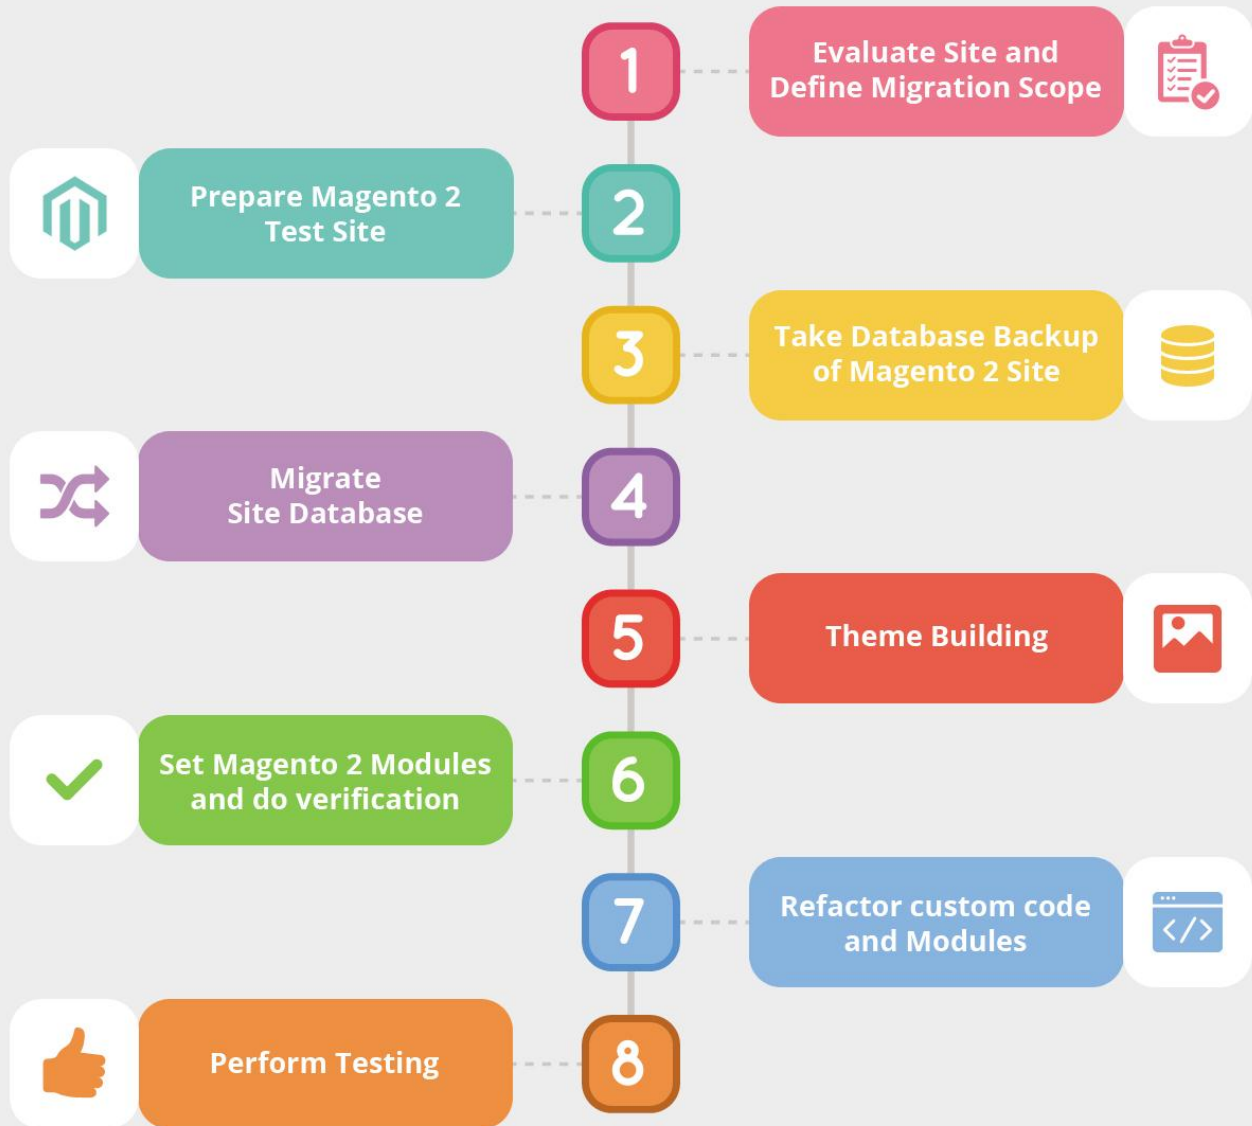 1
Evaluate Site and
Define Migration Scope
Prepare Magento 2
Test Site
2
3
Take Database Backup
of Magento 2 Site
Migrate
Site Database
4
5
Theme Building
Set Magento 2 Modules
and do verification
6
7
Refactor custom code
and Modules
Perform Testing
8